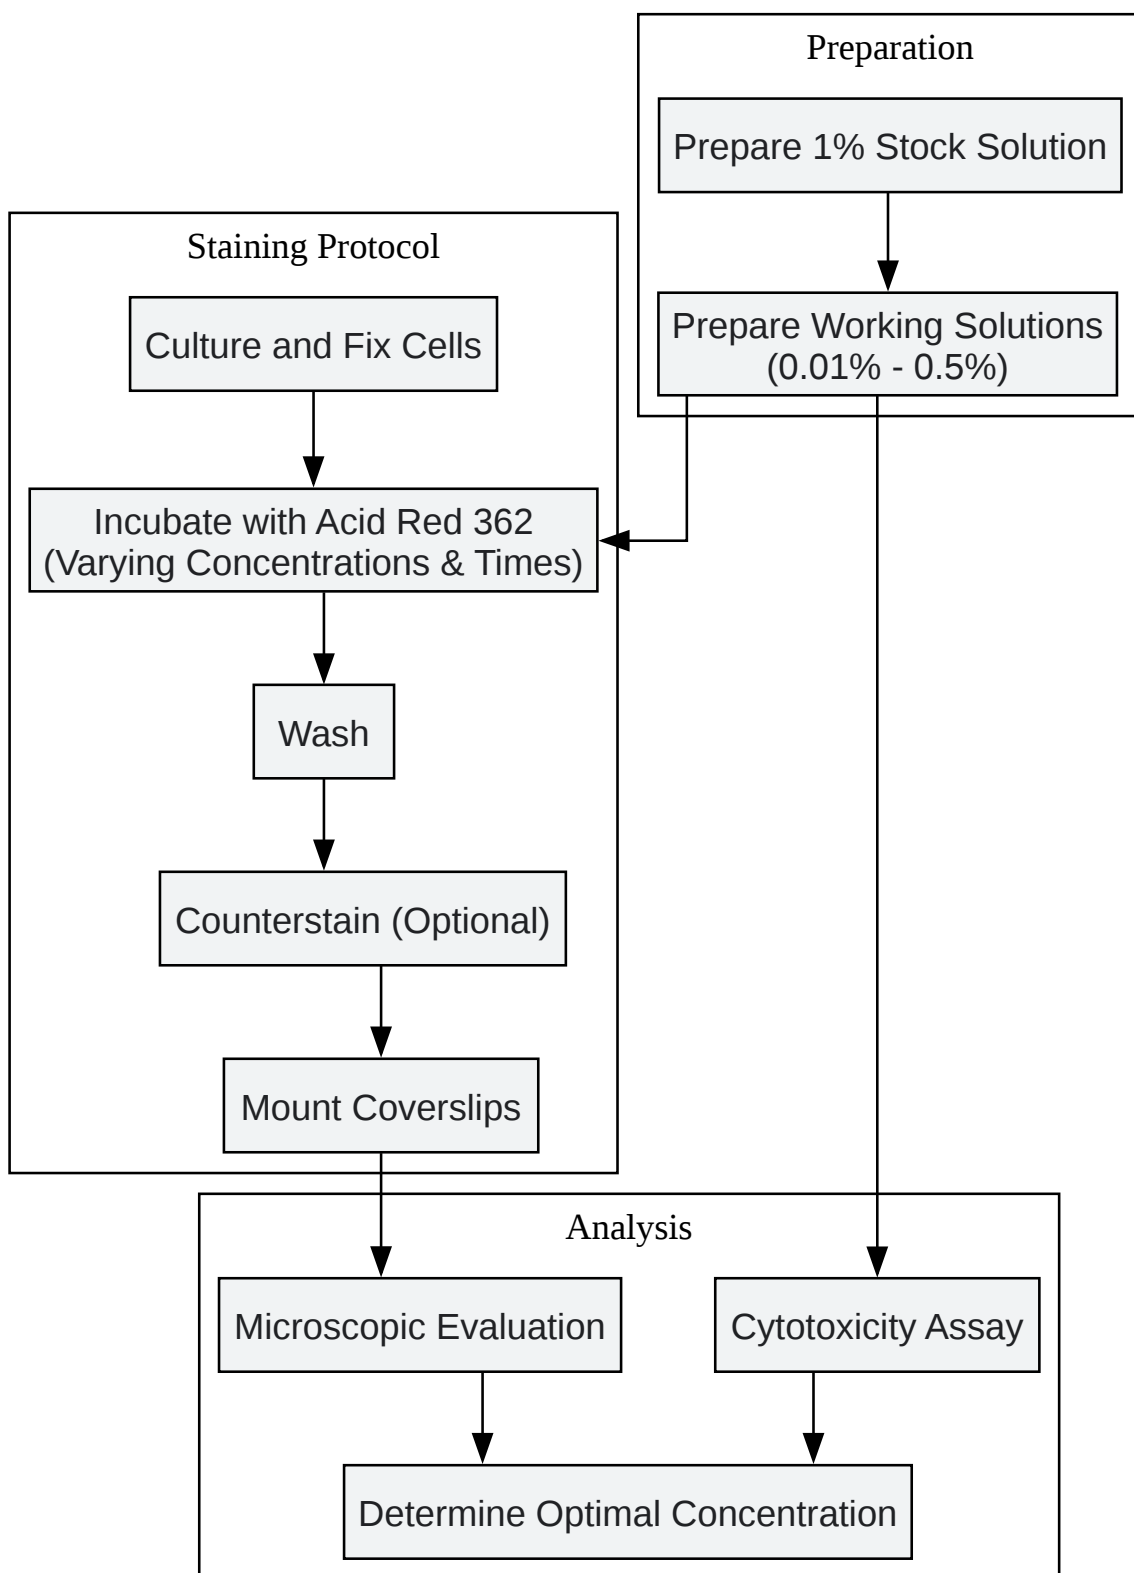 Preparation
Prepare 1% Stock Solution
Prepare Working Solutions
(0.01% - 0.5%)
Staining Protocol
Culture and Fix Cells
Incubate with Acid Red 362
(Varying Concentrations & Times)
Wash
Counterstain (Optional)
Mount Coverslips
Analysis
Microscopic Evaluation
Cytotoxicity Assay
Determine Optimal Concentration